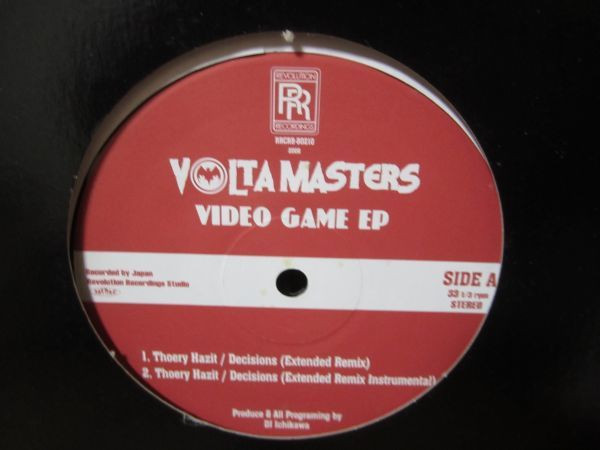 REVOLUTION
RR
RECORDINGS
RRCRB-80210
VOLTA MASTERS
VIDEO GAME EP
Recorded by Japan
Revolution Recordings Studio
SIDE A
33 1/3 rpm
STEREO
1. Thoery Hazit / Decisions (Extended Remix)
2. Thoery Hazit / Decisions (Extended Remix Instrumental)
Produce & All Programing by
DJ Ichikawa